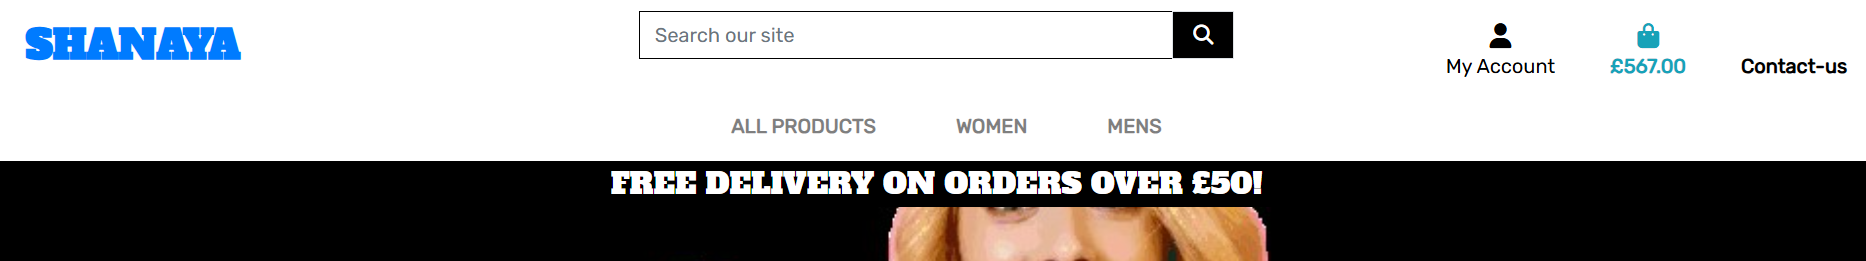 SHANAYA
Search our site
My Account
£567.00
Contact-us
ALL PRODUCTS
WOMEN
MENS
FREE DELIVERY ON ORDERS OVER £50!